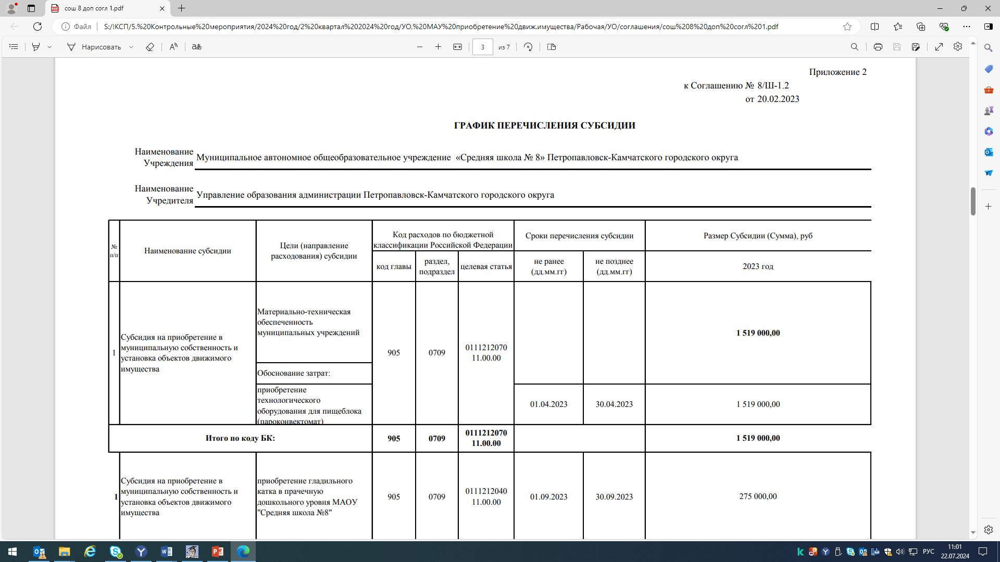 сош 8 доп согл 1.pdf
Файл
S:/!КСП/5.%20Контрольные%20мероприятия/2024%20год/2%20квартал%202024%20год/УО,%20МАУ%20приобретение%20движ.имущества/Рабочая/УО/соглашения/сош%208%20доп%20согл%201.pdf
Нарисовать
3 из 7
Приложение 2
к Соглашению № 8/Ш-1.2
от 20.02.2023
ГРАФИК ПЕРЕЧИСЛЕНИЯ СУБСИДИИ
Наименование
Учреждения
Муниципальное автономное общеобразовательное учреждение «Средняя школа № 8» Петропавловск-Камчатского городского округа
Наименование
Учредителя
Управление образования администрации Петропавловск-Камчатского городского округа
№
п/п
Наименование субсидии
Цели (направление
расходования) субсидии
Код расходов по бюджетной
классификации Российской Федерации
Сроки перечисления субсидии
Размер Субсидии (Сумма), руб
код главы
раздел,
подраздел
целевая статья
не ранее
(дд.мм.гг)
не позднее
(дд.мм.гг)
2023 год
1
Субсидия на приобретение в
муниципальную собственность и
установка объектов движимого
имущества
Материально-техническая
обеспеченность
муниципальных учреждений
905
0709
0111212070
11.00.00
1 519 000,00
Обоснование затрат:
приобретение
технологического
оборудования для пищеблока
(пароконвектомат)
01.04.2023
30.04.2023
1 519 000,00
Итого по коду БК:
905
0709
0111212070
11.00.00
1 519 000,00
1
Субсидия на приобретение в
муниципальную собственность и
установка объектов движимого
имущества
приобретение гладильного
катка в прачечную
дошкольного уровня МАОУ
"Средняя школа №8"
905
0709
0111212040
11.00.00
01.09.2023
30.09.2023
275 000,00
РУС
11:01
22.07.2024